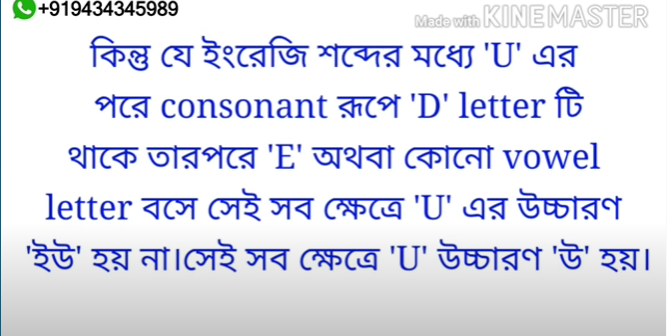 +919434345989
Made with KINEMASTER
কিন্তু যে ইংরেজি শব্দের মধ্যে 'U' এর
পরে consonant রূপে 'D' letter টি
থাকে তারপরে 'E' অথবা কোনো vowel
letter বসে সেই সব ক্ষেত্রে 'U' এর উচ্চারণ
'ইউ' হয় না।সেই সব ক্ষেত্রে 'U' উচ্চারণ 'উ' হয়।